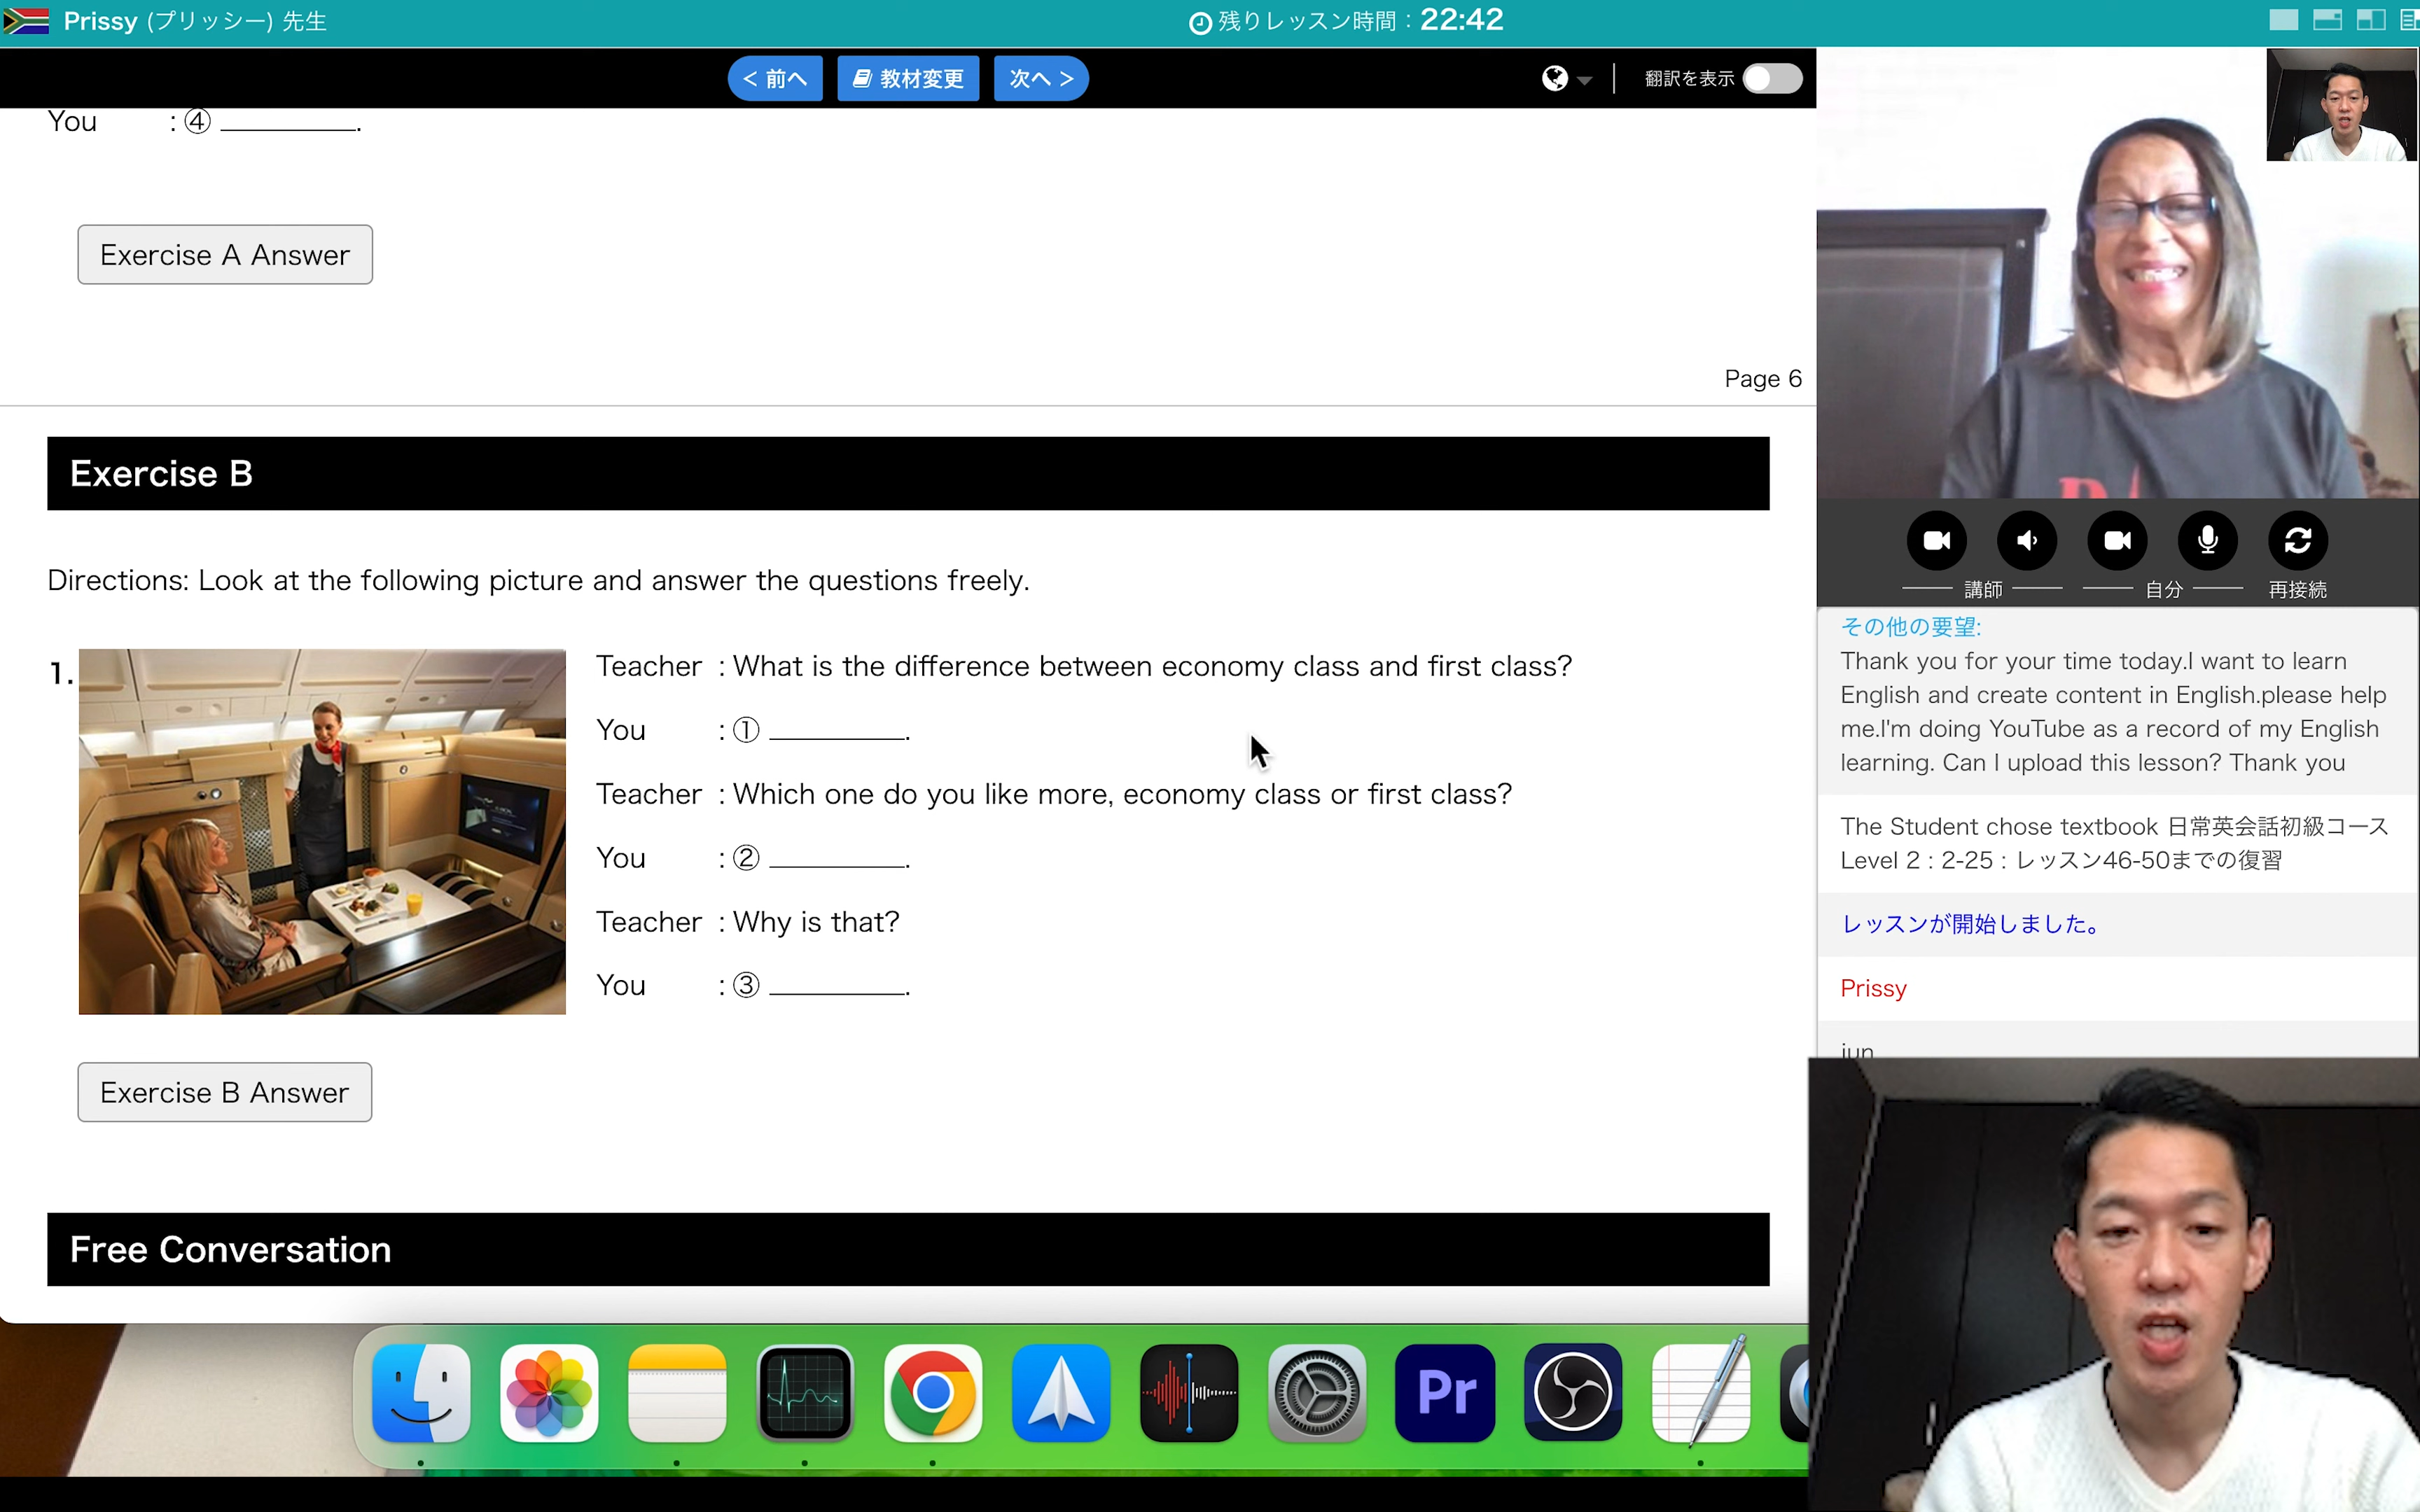 Prissy (プリッシー) 先生
残りレッスン時間 : 22:42
< 前へ
教材変更
次へ >
翻訳を表示
You : ④ ________.
Exercise A Answer
Page 6
Exercise B
Directions: Look at the following picture and answer the questions freely.
1.
Teacher : What is the difference between economy class and first class?
You : ① ________.
Teacher : Which one do you like more, economy class or first class?
You : ② ________.
Teacher : Why is that?
You : ③ ________.
Exercise B Answer
Free Conversation
講師
自分
再接続
その他の要望:
Thank you for your time today.I want to learn
English and create content in English.please help
me.I'm doing YouTube as a record of my English
learning. Can I upload this lesson? Thank you
The Student chose textbook 日常英会話初級コース
Level 2 : 2-25 : レッスン46-50までの復習
レッスンが開始しました。
Prissy
jun
Pr